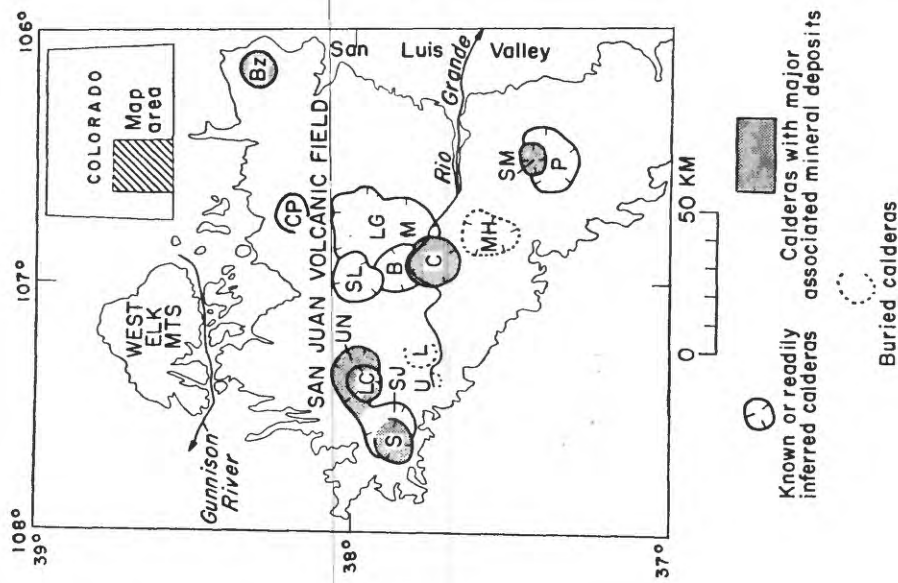 108°
107°
106°
39°
38°
37°
COLORADO
Map
area
WEST
ELK
MTS
Gunnison
River
SAN JUAN VOLCANIC FIELD
San Luis Valley
Rio Grande
Bz
CP
LG
SL
M
B
C
MH
SM
P
UN
LC
SJ
S
U
L
0 50 KM
Known or readily
inferred calderas
Calderas with major
associated mineral deposits
Buried calderas